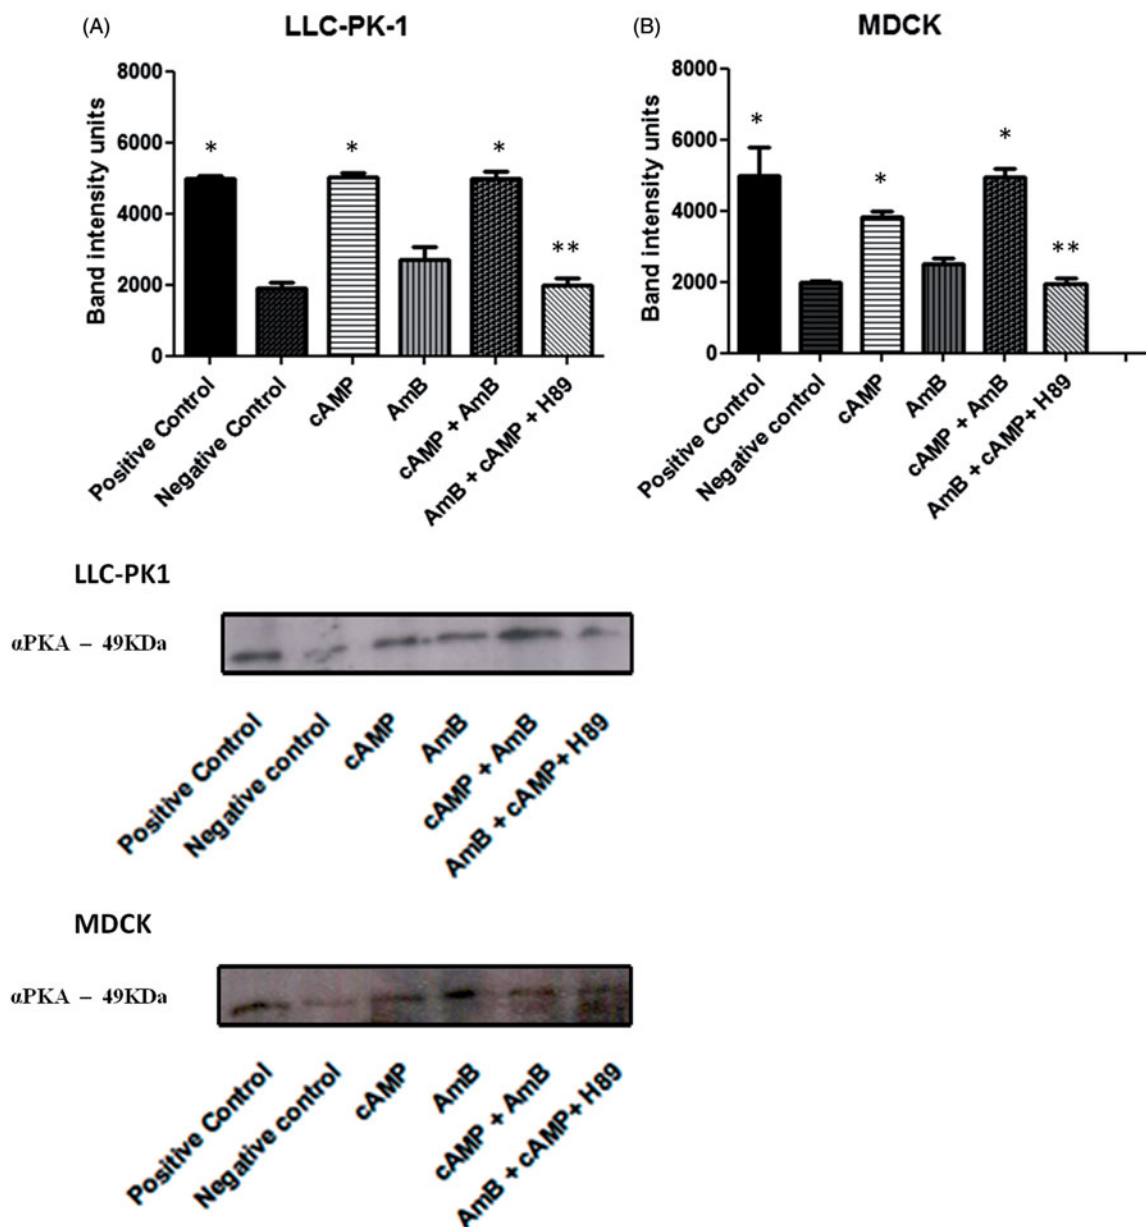 (A)
LLC-PK-1
Band intensity units
8000
6000
4000
2000
0
*
*
*
**
Positive Control
Negative Control
cAMP
AmB
cAMP + AmB
AmB + cAMP + H89
(B)
MDCK
Band intensity units
8000
6000
4000
2000
0
*
*
*
**
Positive Control
Negative control
cAMP
AmB
cAMP + AmB
AmB + cAMP+ H89
LLC-PK1
αPKA – 49KDa
Positive Control
Negative control
cAMP
AmB
cAMP + AmB
AmB + cAMP+ H89
MDCK
αPKA – 49KDa
Positive Control
Negative control
cAMP
AmB
cAMP + AmB
AmB + cAMP+ H89